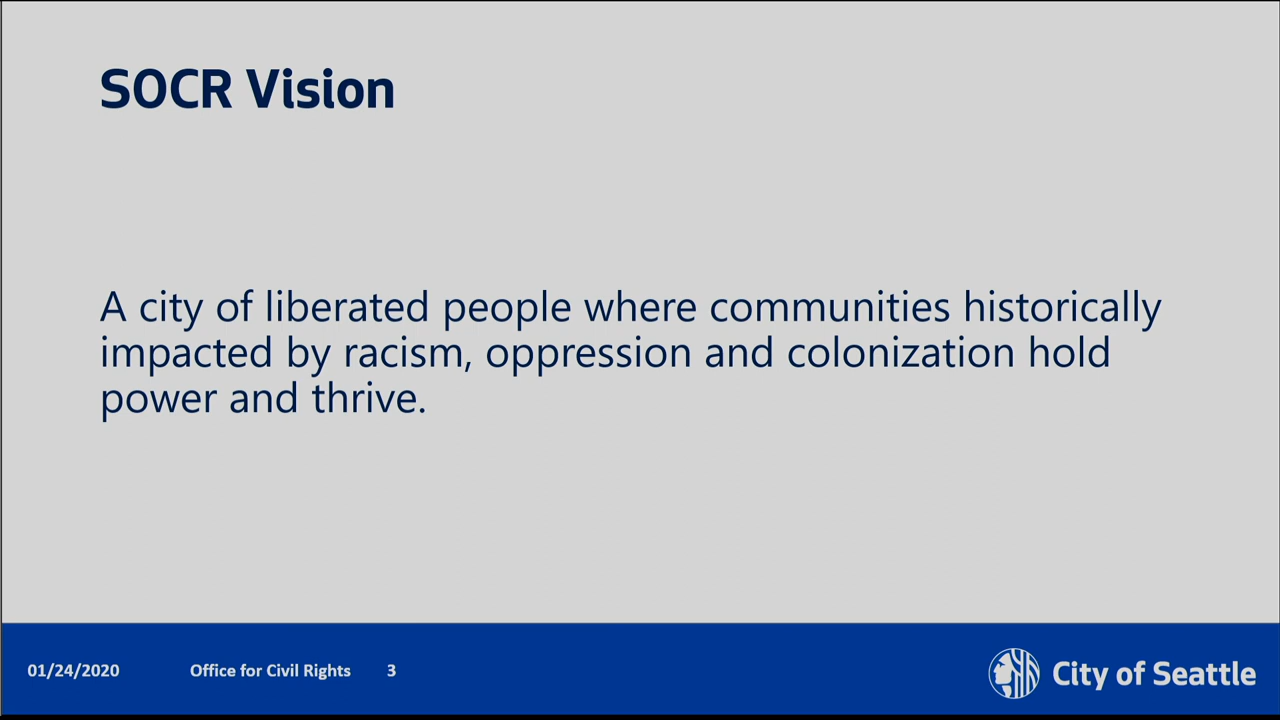 SOCR Vision
A city of liberated people where communities historically
impacted by racism, oppression and colonization hold
power and thrive.
01/24/2020 Office for Civil Rights 3 City of Seattle